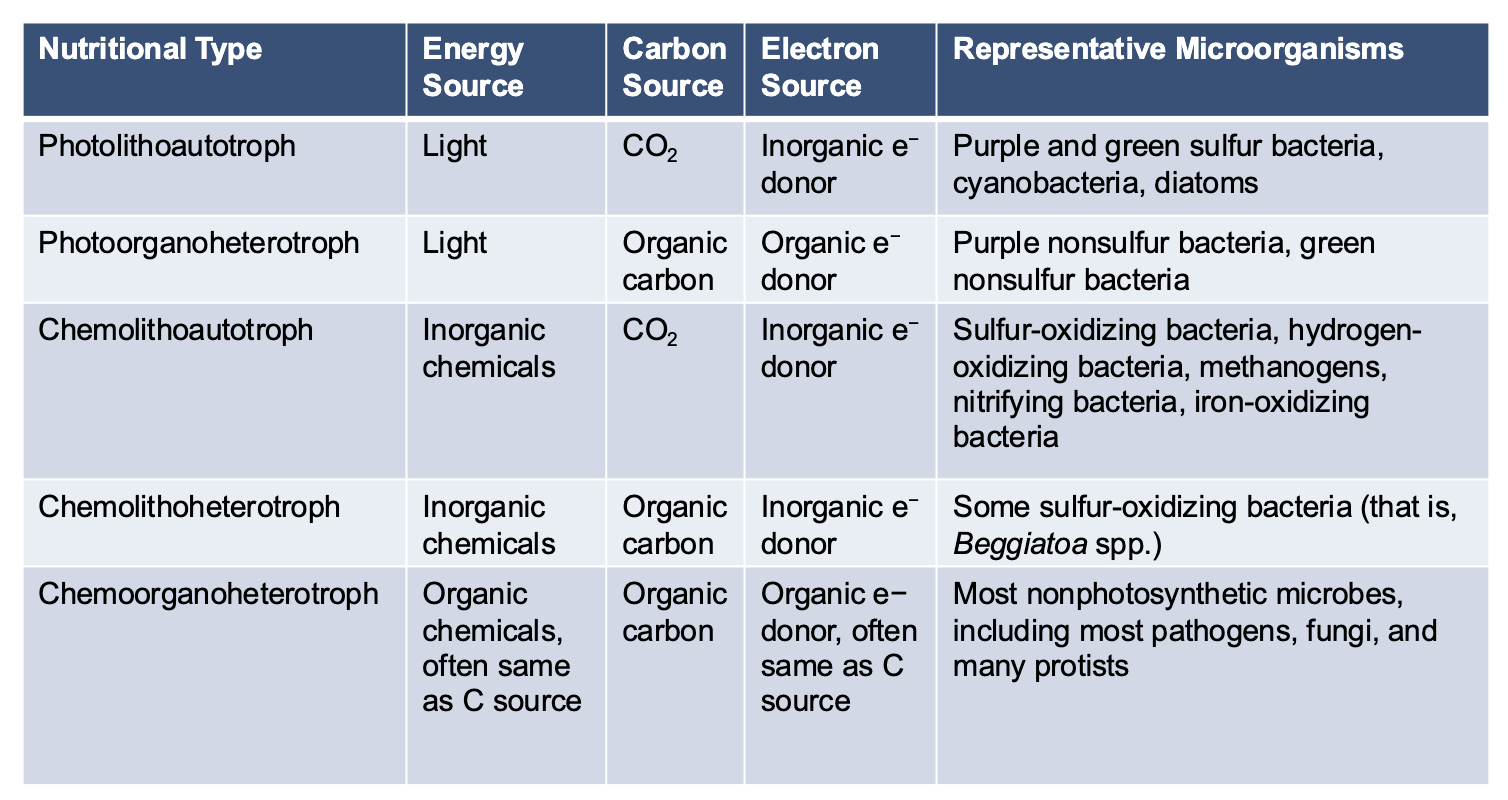 Nutritional Type
Energy
Source
Carbon
Source
Electron
Source
Representative Microorganisms
Photolithoautotroph
Light
CO₂
Inorganic e⁻
donor
Purple and green sulfur bacteria,
cyanobacteria, diatoms
Photoorganoheterotroph
Light
Organic
carbon
Organic e⁻
donor
Purple nonsulfur bacteria, green
nonsulfur bacteria
Chemolithoautotroph
Inorganic
chemicals
CO₂
Inorganic e⁻
donor
Sulfur-oxidizing bacteria, hydrogen-
oxidizing bacteria, methanogens,
nitrifying bacteria, iron-oxidizing
bacteria
Chemolithoheterotroph
Inorganic
chemicals
Organic
carbon
Inorganic e⁻
donor
Some sulfur-oxidizing bacteria (that is,
Beggiatoa spp.)
Chemoorganoheterotroph
Organic
chemicals,
often same
as C source
Organic
carbon
Organic e−
donor, often
same as C
source
Most nonphotosynthetic microbes,
including most pathogens, fungi, and
many protists